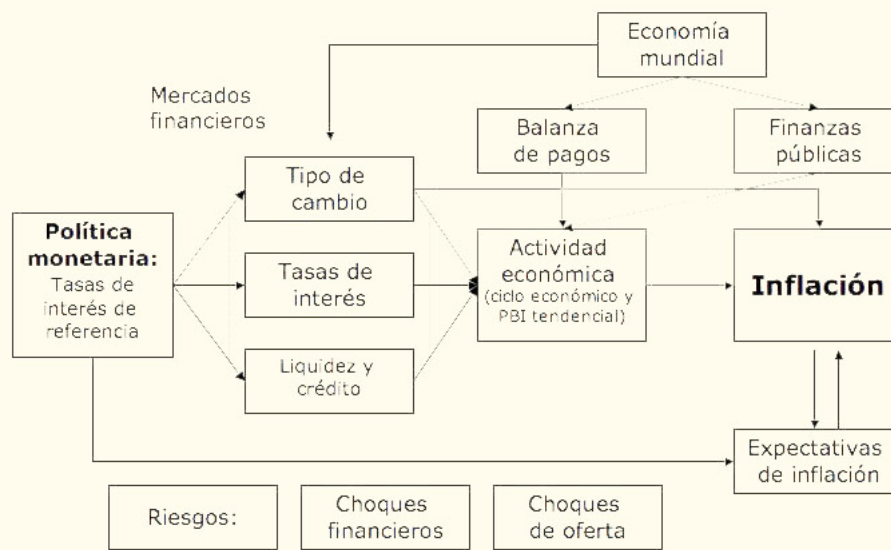 Economía
mundial
Mercados
financieros
Balanza
de pagos
Finanzas
públicas
Tipo de
cambio
Política
monetaria:
Tasas de
interés de
referencia
Tasas de
interés
Actividad
económica
(ciclo económico y
PBI tendencial)
Inflación
Liquidez y
crédito
Expectativas
de inflación
Riesgos:
Choques
financieros
Choques
de oferta